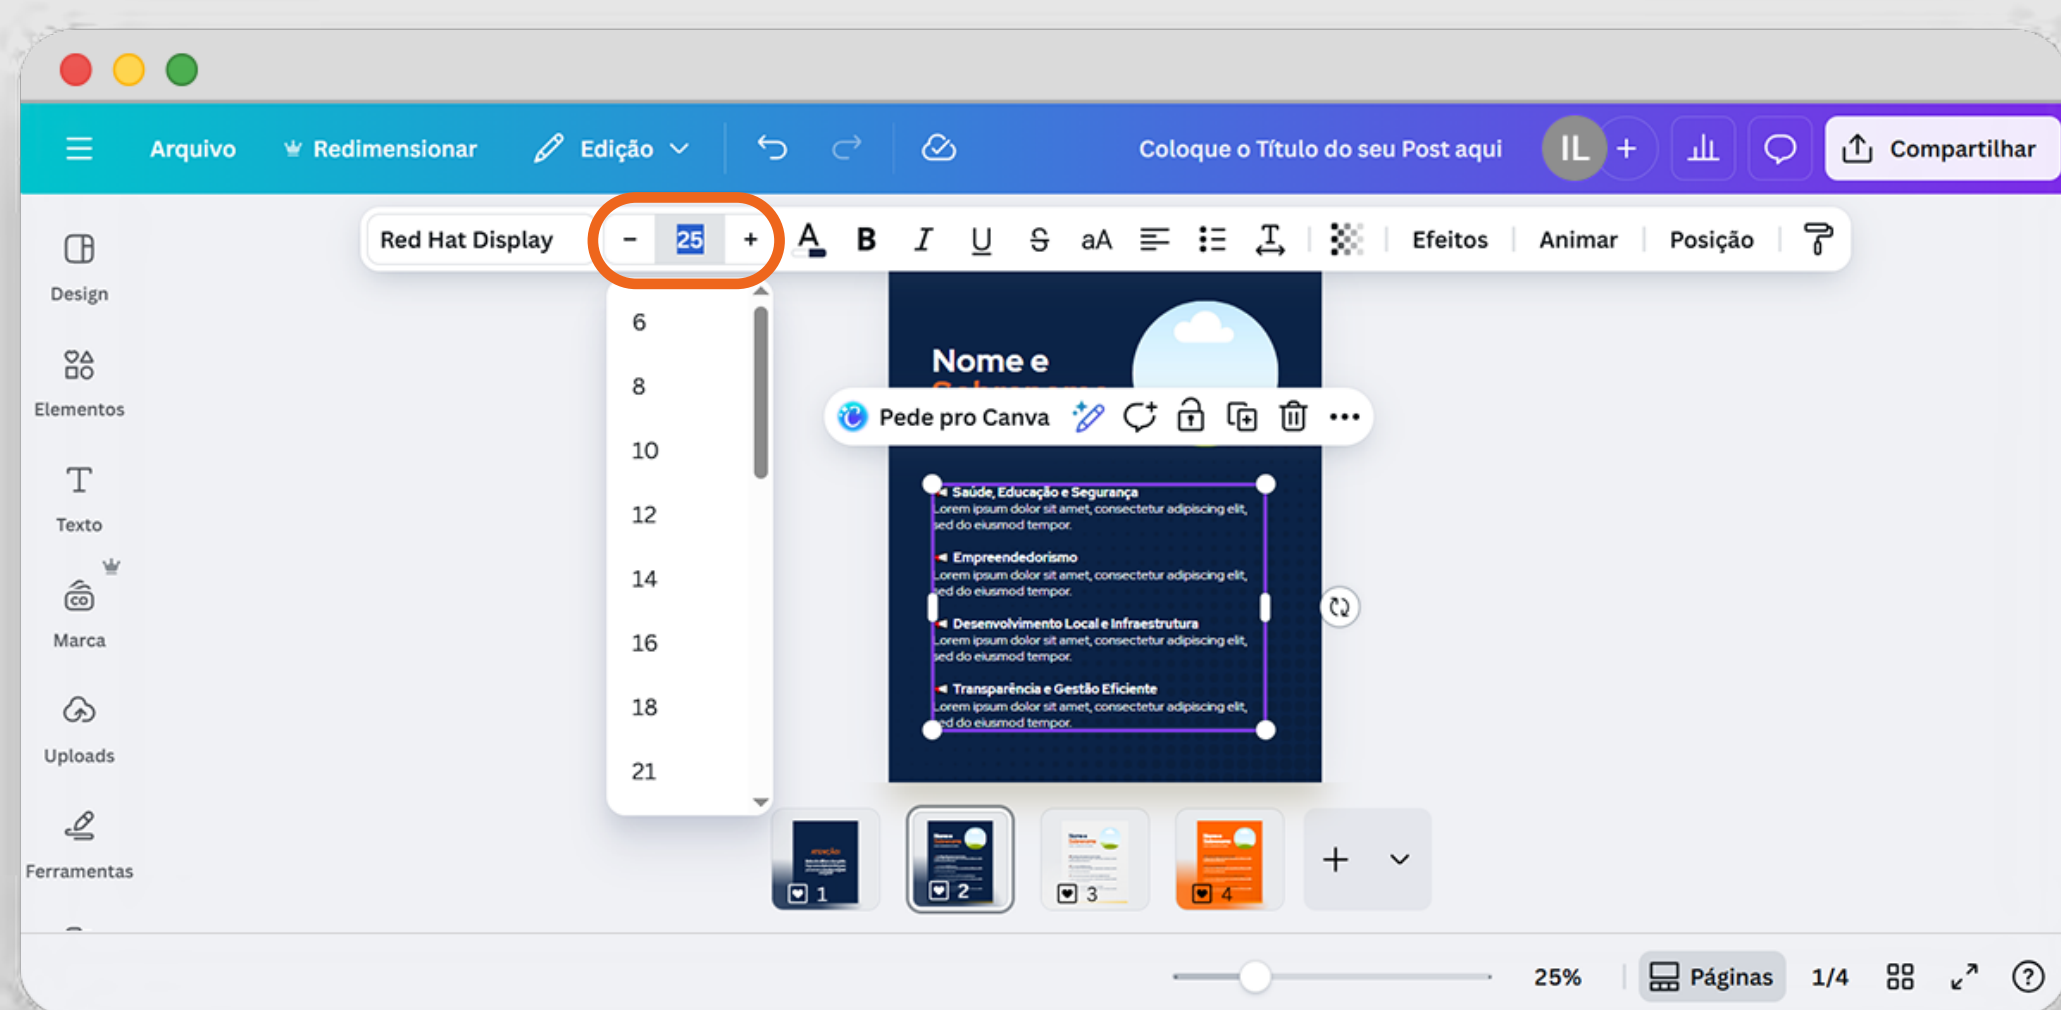 Arquivo
Redimensionar
Edição
Coloque o Título do seu Post aqui
IL
+
Compartilhar
Red Hat Display
− 25 +
A
B
I
U
S
aA
T
Efeitos
Animar
Posição
Design
Elementos
Texto
Marca
Uploads
Ferramentas
6
8
10
12
14
16
18
21
Nome e
Pede pro Canva
Saúde, Educação e Segurança
Lorem ipsum dolor sit amet, consectetur adipiscing elit,
sed do eiusmod tempor.
Empreendedorismo
Lorem ipsum dolor sit amet, consectetur adipiscing elit,
sed do eiusmod tempor.
Desenvolvimento Local e Infraestrutura
Lorem ipsum dolor sit amet, consectetur adipiscing elit,
sed do eiusmod tempor.
Transparência e Gestão Eficiente
Lorem ipsum dolor sit amet, consectetur adipiscing elit,
sed do eiusmod tempor.
1
2
3
4
25%
Páginas
1/4
?